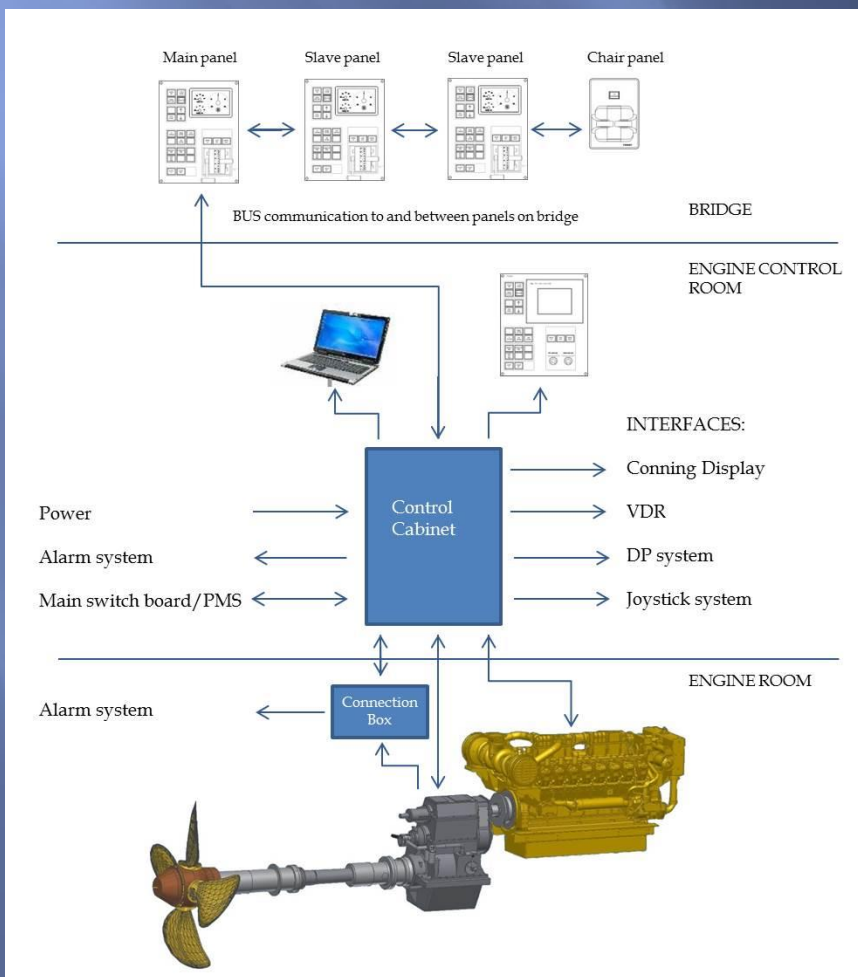 Main panel
Slave panel
Slave panel
Chair panel
BUS communication to and between panels on bridge
BRIDGE
ENGINE CONTROL
ROOM
INTERFACES:
Conning Display
Control
Cabinet
Power
VDR
Alarm system
DP system
Main switch board/PMS
Joystick system
ENGINE ROOM
Connection
Box
Alarm system